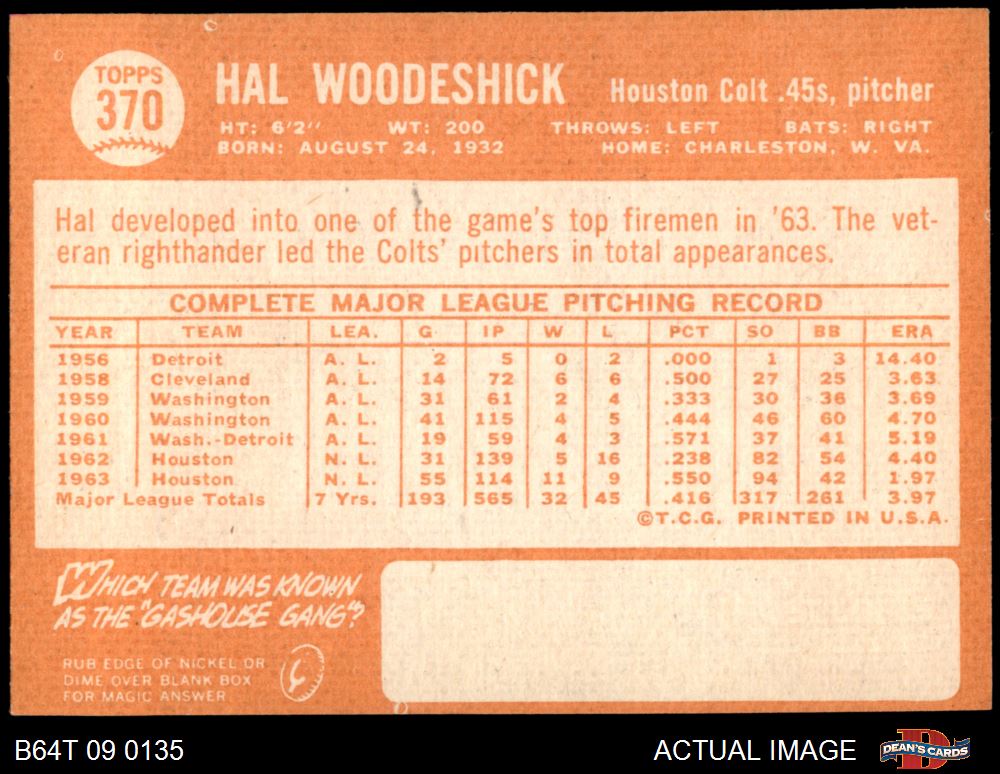 TOPPS
370
HAL WOODESHICK
Houston Colt .45s, pitcher
HT: 6'2" WT: 200 THROWS: LEFT BATS: RIGHT
BORN: AUGUST 24, 1932 HOME: CHARLESTON, W. VA.
Hal developed into one of the game's top firemen in '63. The vet-
eran righthander led the Colts' pitchers in total appearances.
COMPLETE MAJOR LEAGUE PITCHING RECORD
YEAR TEAM LEA. G IP W L PCT SO BB ERA
1956 Detroit A. L. 2 5 0 2 .000 1 3 14.40
1958 Cleveland A. L. 14 72 6 6 .500 27 25 3.63
1959 Washington A. L. 31 61 2 4 .333 30 36 3.69
1960 Washington A. L. 41 115 4 5 .444 46 60 4.70
1961 Wash.-Detroit A. L. 19 59 4 3 .571 37 41 5.19
1962 Houston N. L. 31 139 5 16 .238 82 54 4.40
1963 Houston N. L. 55 114 11 9 .550 94 42 1.97
Major League Totals 7 Yrs. 193 565 32 45 .416 317 261 3.97
©T.C.G. PRINTED IN U.S.A.
WHICH TEAM WAS KNOWN
AS THE "GASHOUSE GANG"?
RUB EDGE OF NICKEL OR
DIME OVER BLANK BOX
FOR MAGIC ANSWER
B64T 09 0135 ACTUAL IMAGE DEAN'S CARDS